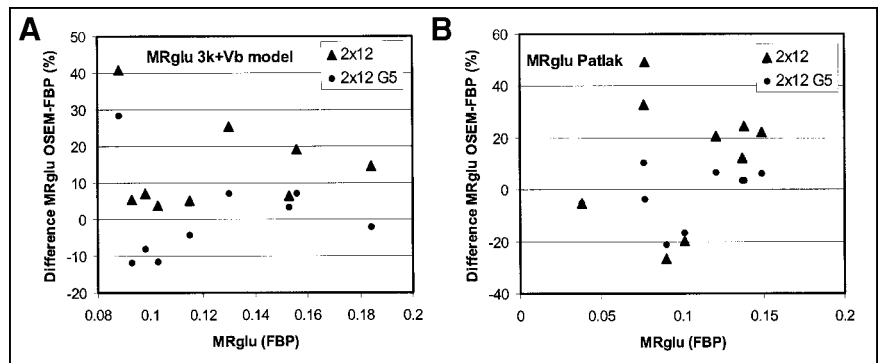 A
Difference MRglu OSEM-FBP (%)
50
40
30
20
10
0
-10
-20
MRglu 3k+Vb model
2x12
2x12 G5
0.08
0.1
0.12
0.14
0.16
0.18
0.2
MRglu (FBP)
B
Difference MRglu OSEM-FBP (%)
60
40
20
0
-20
-40
MRglu Patlak
2x12
2x12 G5
0
0.05
0.1
0.15
0.2
MRglu (FBP)